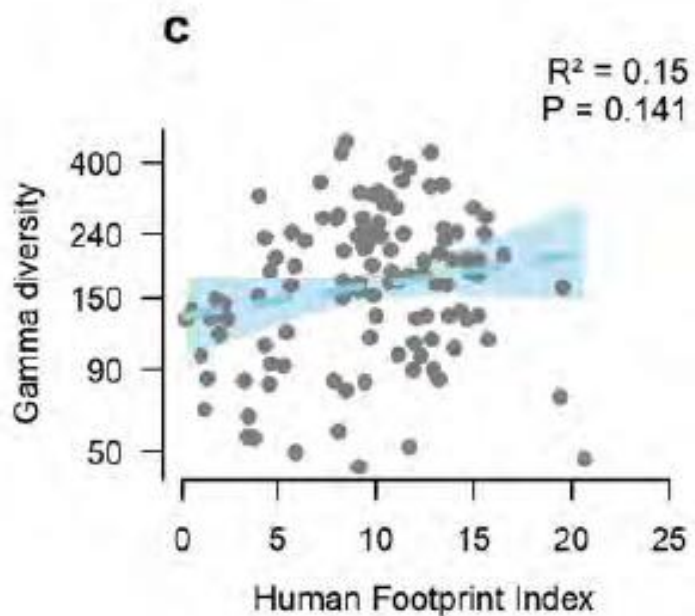 C
R² = 0.15
P = 0.141
400
240
150
90
50
Gamma diversity
0 5 10 15 20 25
Human Footprint Index